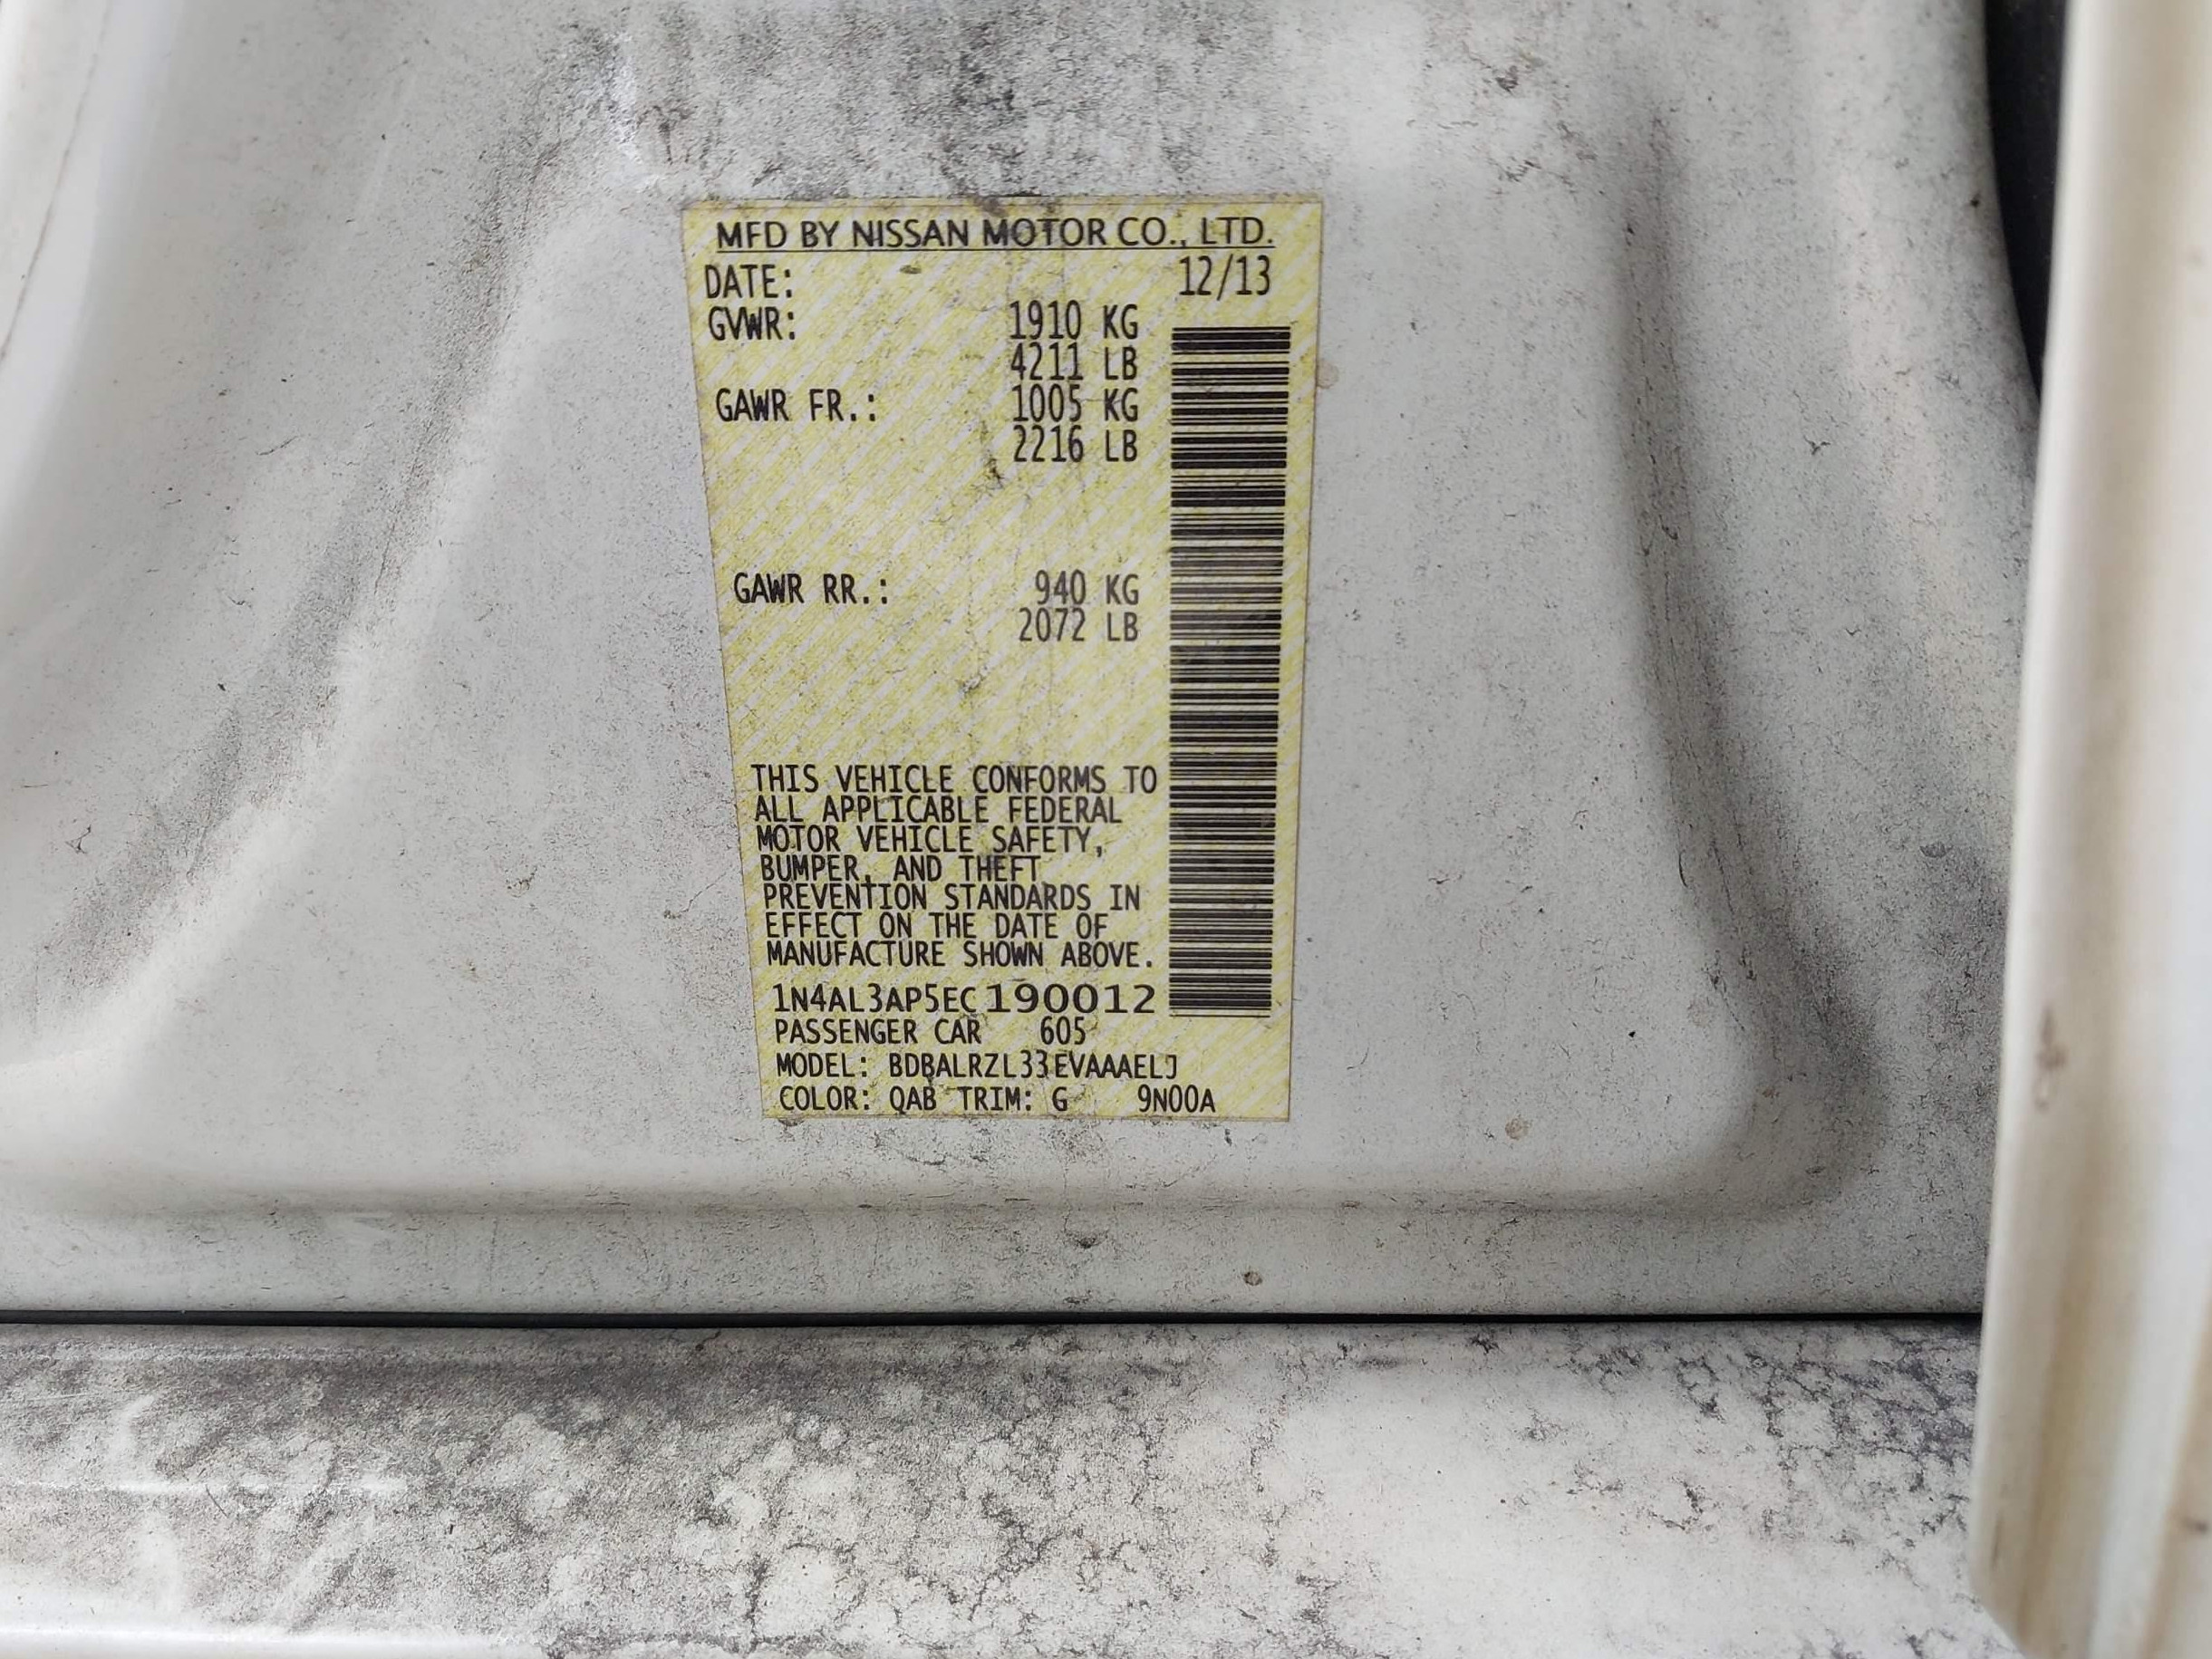 MFD BY NISSAN MOTOR CO., LTD.
DATE: 12/13
GVWR: 1910 KG
4211 LB
GAWR FR.: 1005 KG
2216 LB
GAWR RR.: 940 KG
2072 LB
THIS VEHICLE CONFORMS TO
ALL APPLICABLE FEDERAL
MOTOR VEHICLE SAFETY,
BUMPER, AND THEFT
PREVENTION STANDARDS IN
EFFECT ON THE DATE OF
MANUFACTURE SHOWN ABOVE.
1N4AL3AP5EC190012
PASSENGER CAR 605
MODEL: BDBALRZL33EVAAAELJ
COLOR: QAB TRIM: G 9N00A